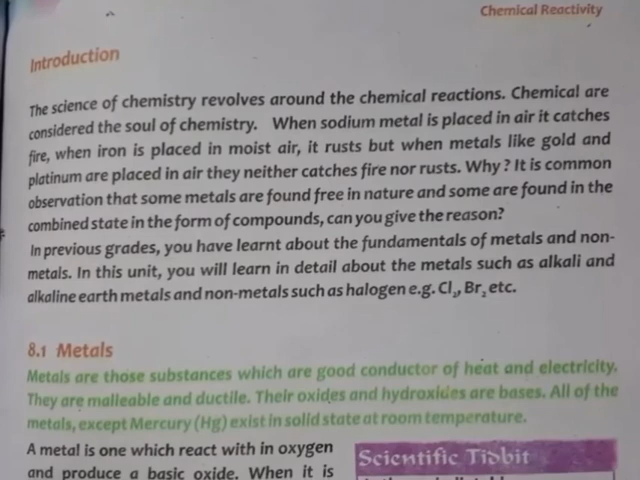 Chemical Reactivity
Introduction
The science of chemistry revolves around the chemical reactions. Chemical are
considered the soul of chemistry. When sodium metal is placed in air it catches
fire, when iron is placed in moist air, it rusts but when metals like gold and
platinum are placed in air they neither catches fire nor rusts. Why ? It is common
observation that some metals are found free in nature and some are found in the
combined state in the form of compounds, can you give the reason?
In previous grades, you have learnt about the fundamentals of metals and non-
metals. In this unit, you will learn in detail about the metals such as alkali and
alkaline earth metals and non-metals such as halogen e.g. Cl₂, Br₂ etc.
8.1 Metals
Metals are those substances which are good conductor of heat and electricity.
They are malleable and ductile. Their oxides and hydroxides are bases. All of the
metals, except Mercury (Hg) exist in solid state at room temperature.
A metal is one which react with in oxygen
and produce a basic oxide. When it is
Scientific Tidbit